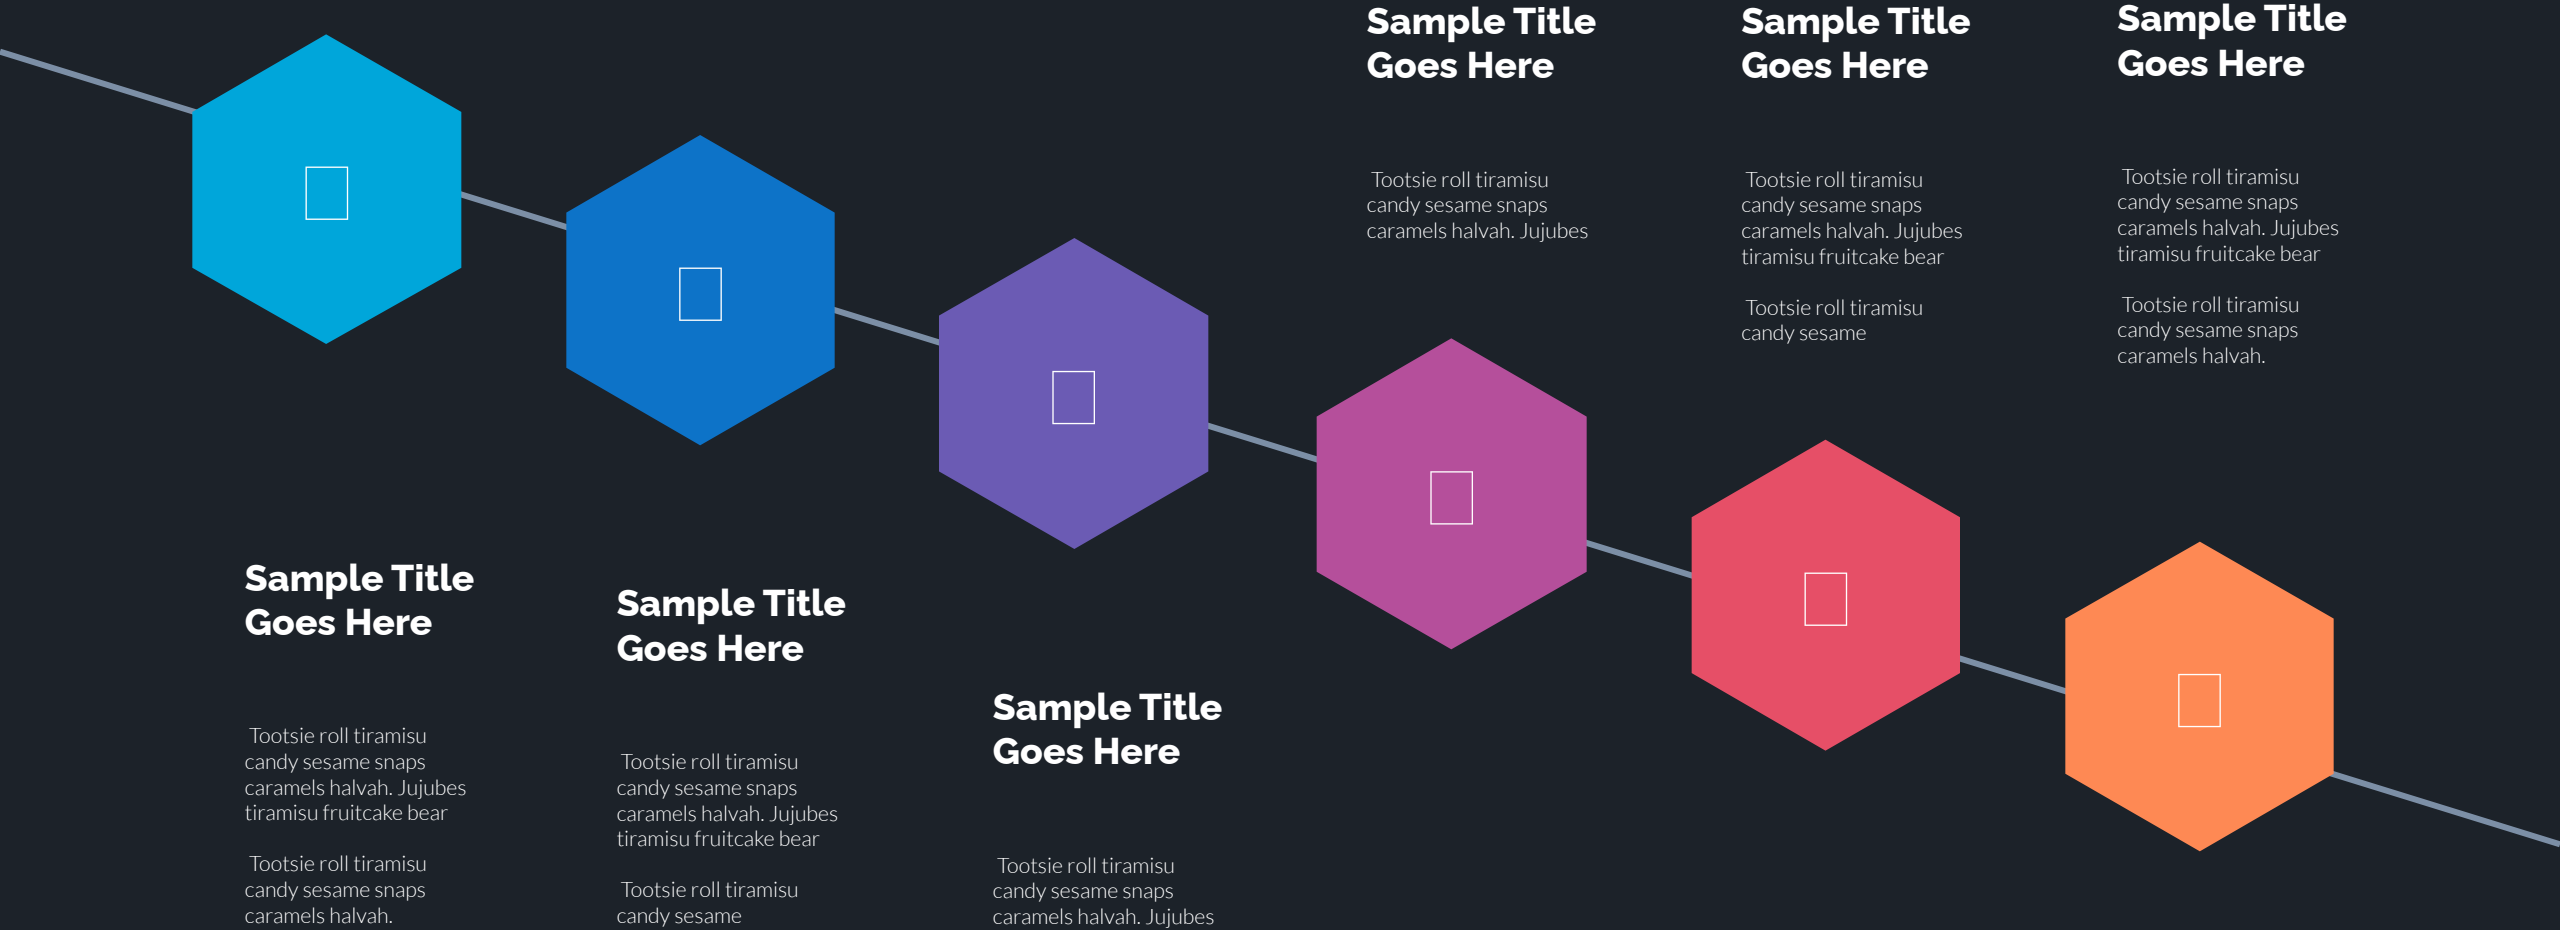 Sample Title
Goes Here
Tootsie roll tiramisu
candy sesame snaps
caramels halvah. Jujubes
tiramisu fruitcake bear
Tootsie roll tiramisu
candy sesame snaps
caramels halvah.
Sample Title
Goes Here
Tootsie roll tiramisu
candy sesame snaps
caramels halvah. Jujubes
tiramisu fruitcake bear
Tootsie roll tiramisu
candy sesame
Sample Title
Goes Here
Tootsie roll tiramisu
candy sesame snaps
caramels halvah. Jujubes
Sample Title
Goes Here
Tootsie roll tiramisu
candy sesame snaps
caramels halvah. Jujubes
Sample Title
Goes Here
Tootsie roll tiramisu
candy sesame snaps
caramels halvah. Jujubes
tiramisu fruitcake bear
Tootsie roll tiramisu
candy sesame
Sample Title
Goes Here
Tootsie roll tiramisu
candy sesame snaps
caramels halvah. Jujubes
tiramisu fruitcake bear
Tootsie roll tiramisu
candy sesame snaps
caramels halvah.